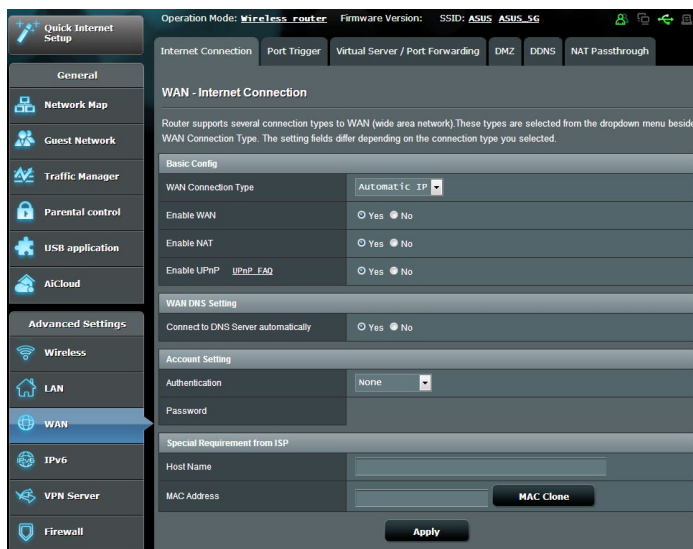 Quick Internet Setup
Operation Mode: Wireless router Firmware Version: SSID: ASUS ASUS_5G
Internet Connection Port Trigger Virtual Server / Port Forwarding DMZ DDNS NAT Passthrough
General
Network Map
Guest Network
Traffic Manager
Parental control
USB application
AiCloud
Advanced Settings
Wireless
LAN
WAN
IPv6
VPN Server
Firewall
WAN - Internet Connection
Router supports several connection types to WAN (wide area network).These types are selected from the dropdown menu beside
WAN Connection Type. The setting fields differ depending on the connection type you selected.
Basic Config
WAN Connection Type Automatic IP
Enable WAN Yes No
Enable NAT Yes No
Enable UPnP UPnP FAQ Yes No
WAN DNS Setting
Connect to DNS Server automatically Yes No
Account Setting
Authentication None
Password
Special Requirement from ISP
Host Name
MAC Address MAC Clone
Apply